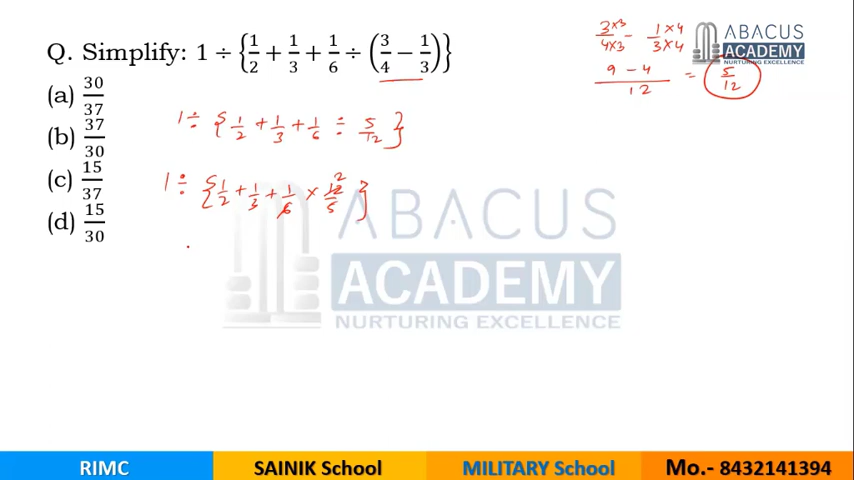 Q. Simplify: 1 ÷ {1/2 + 1/3 + 1/6 ÷ (3/4 − 1/3)}
(a) 30/37
(b) 37/30
(c) 15/37
(d) 15/30
3×3/4×3 − 1×4/3×4
9 − 4/12 = 5/12
1 ÷ {1/2 + 1/3 + 1/6 ÷ 5/12}
1 ÷ {1/2 + 1/3 + 1/6 × 12/5} 2
ABACUS
ACADEMY
NURTURING EXCELLENCE
ABACUS
ACADEMY
NURTURING EXCELLENCE
RIMC SAINIK School MILITARY School Mo.- 8432141394